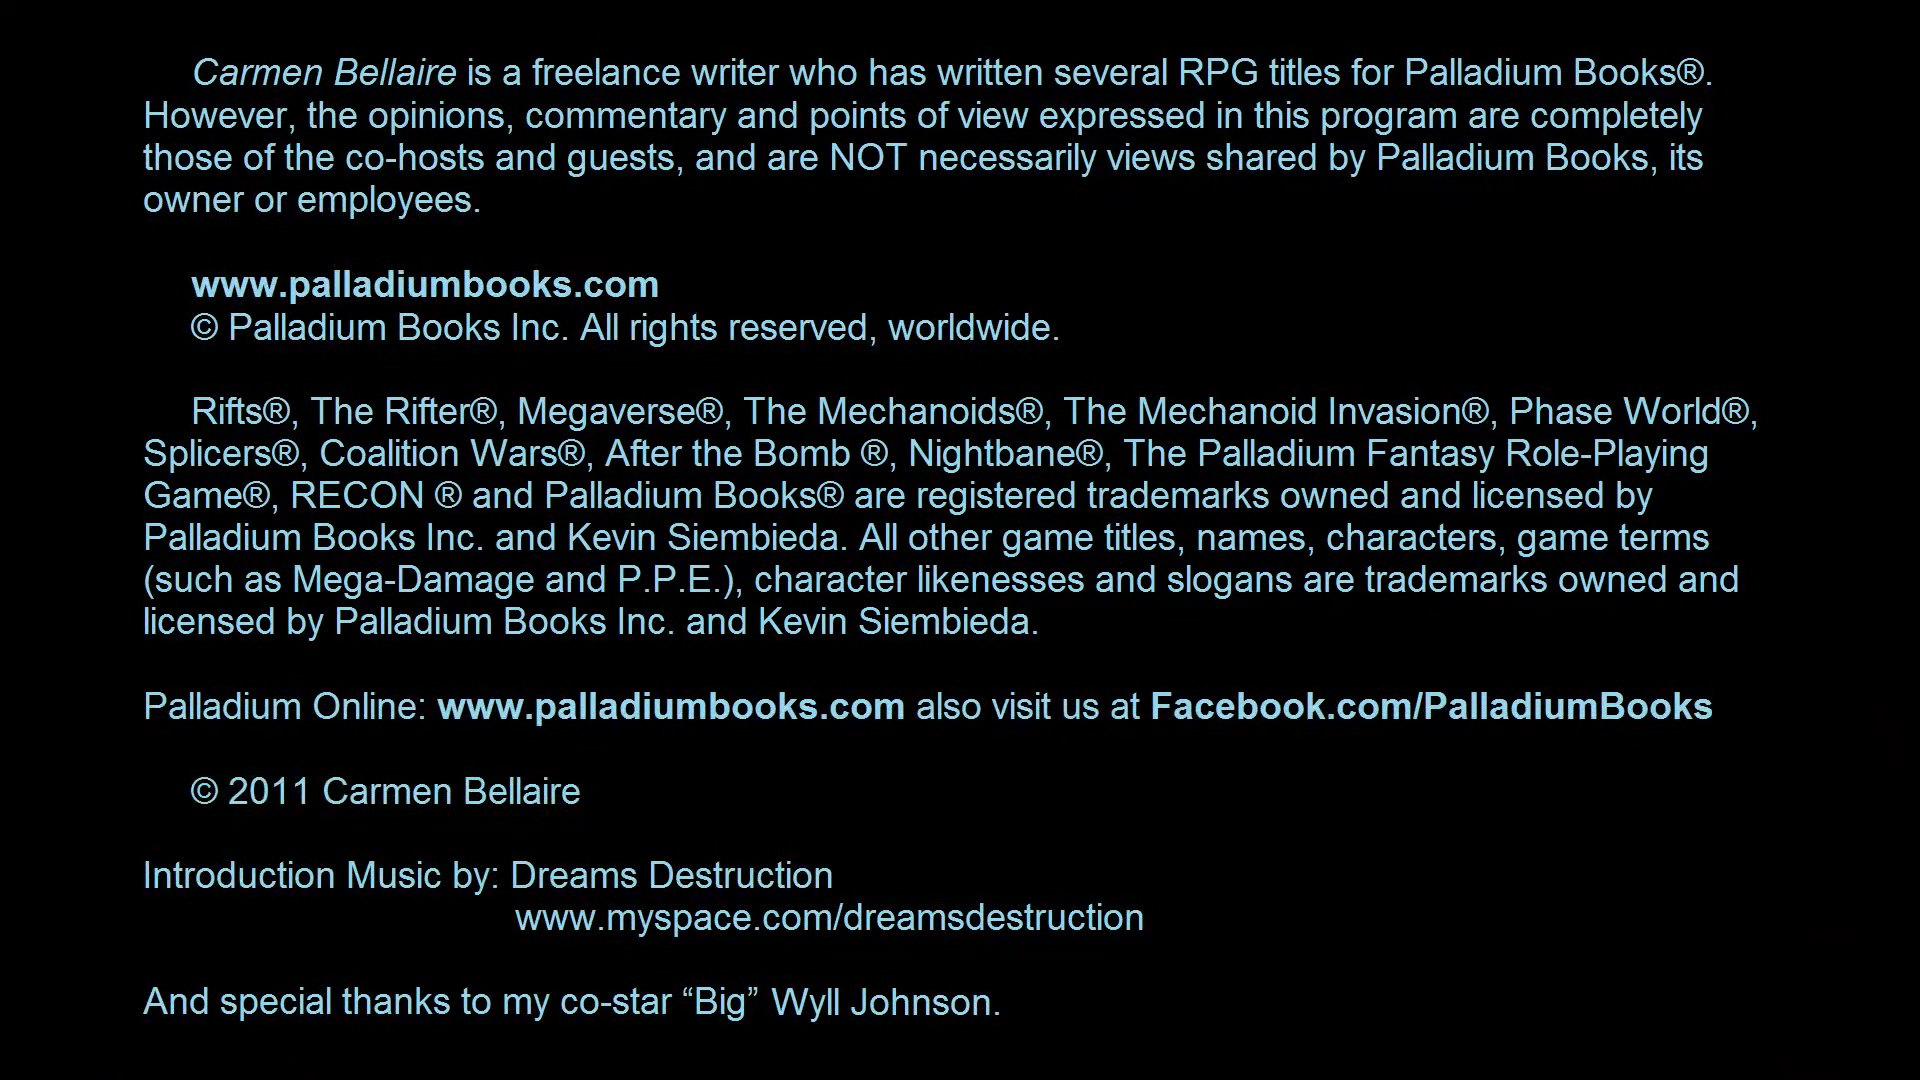 Carmen Bellaire is a freelance writer who has written several RPG titles for Palladium Books®.
However, the opinions, commentary and points of view expressed in this program are completely
those of the co-hosts and guests, and are NOT necessarily views shared by Palladium Books, its
owner or employees.
www.palladiumbooks.com
© Palladium Books Inc. All rights reserved, worldwide.
Rifts®, The Rifter®, Megaverse®, The Mechanoids®, The Mechanoid Invasion®, Phase World®,
Splicers®, Coalition Wars®, After the Bomb ®, Nightbane®, The Palladium Fantasy Role-Playing
Game®, RECON ® and Palladium Books® are registered trademarks owned and licensed by
Palladium Books Inc. and Kevin Siembieda. All other game titles, names, characters, game terms
(such as Mega-Damage and P.P.E.), character likenesses and slogans are trademarks owned and
licensed by Palladium Books Inc. and Kevin Siembieda.
Palladium Online: www.palladiumbooks.com also visit us at Facebook.com/PalladiumBooks
© 2011 Carmen Bellaire
Introduction Music by: Dreams Destruction
www.myspace.com/dreamsdestruction
And special thanks to my co-star “Big” Wyll Johnson.